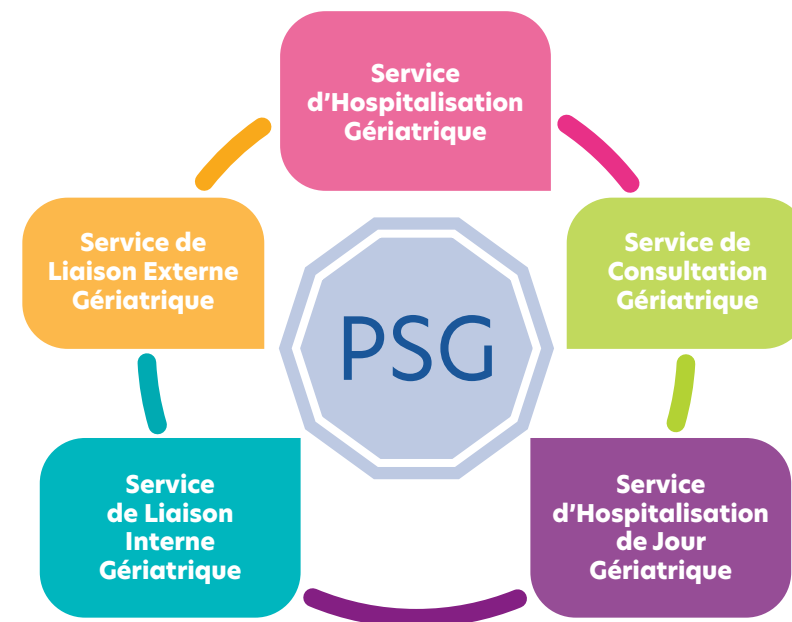 Service
d'Hospitalisation
Gériatrique
Service de
Liaison Externe
Gériatrique
Service de
Consultation
Gériatrique
PSG
Service
de Liaison
Interne
Gériatrique
Service
d'Hospitalisation
de Jour
Gériatrique